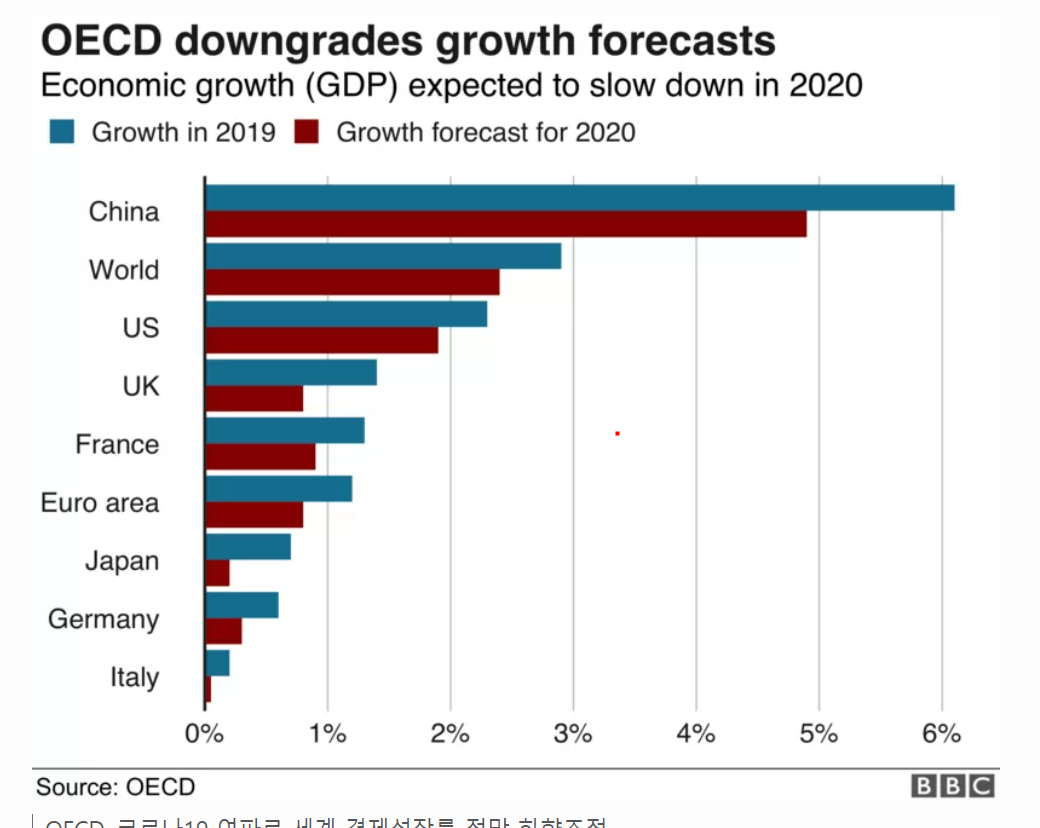 OECD downgrades growth forecasts
Economic growth (GDP) expected to slow down in 2020
Growth in 2019 Growth forecast for 2020
China
World
US
UK
France
Euro area
Japan
Germany
Italy
0% 1% 2% 3% 4% 5% 6%
Source: OECD BBC
OECD, 코로나19 여파로 세계 경제성장률 전망 하향조정